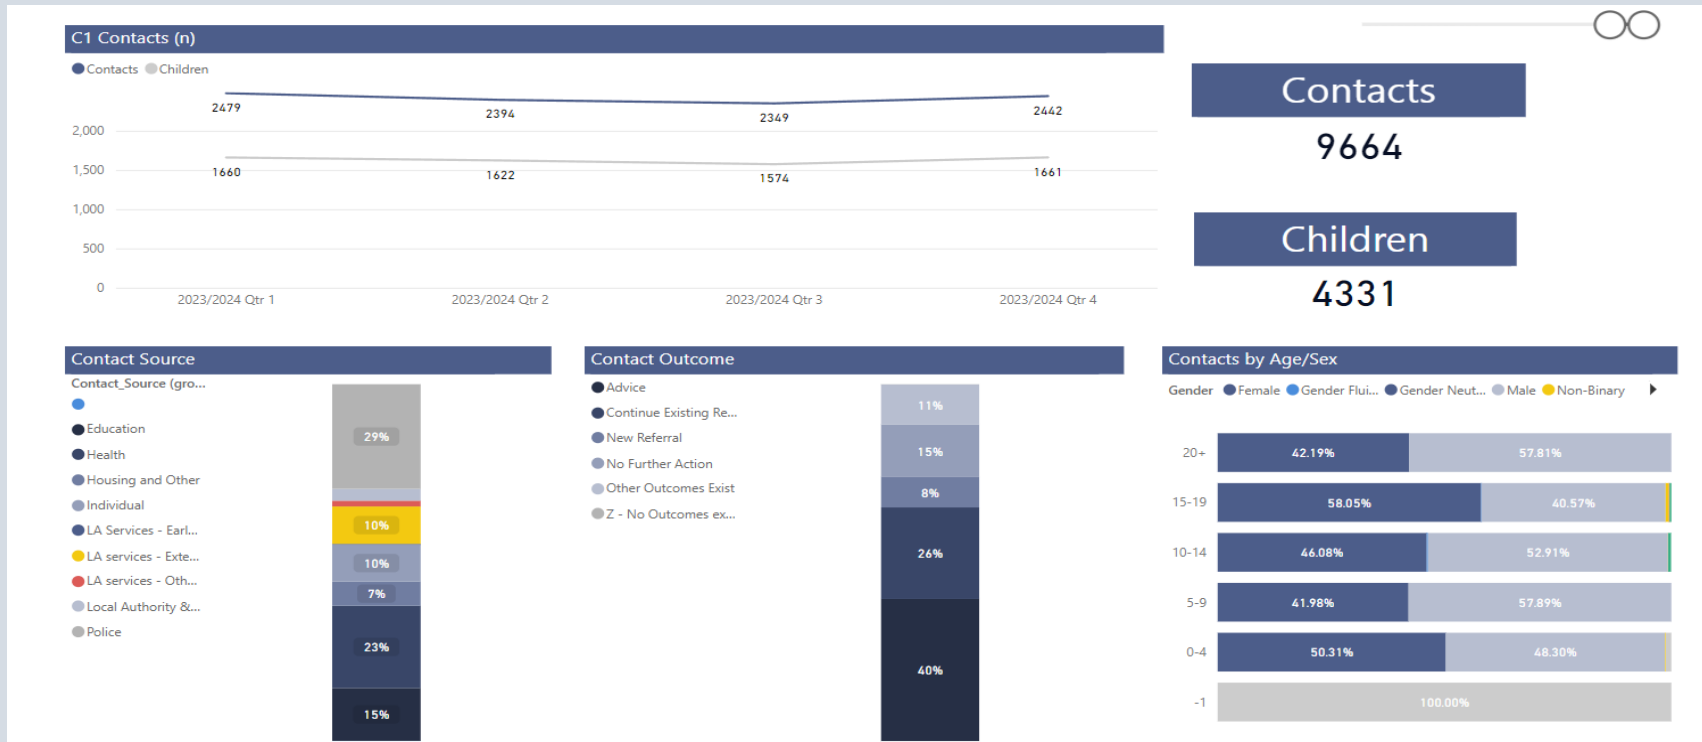 C1 Contacts (n)
Contacts Children
2479 2394 2349 2442
2,000
1,500
1660 1622 1574 1661
1,000
500
0
2023/2024 Qtr 1 2023/2024 Qtr 2 2023/2024 Qtr 3 2023/2024 Qtr 4
Contacts
9664
Children
4331
Contact Source
Contact_Source (gro...
Education
Health
Housing and Other
Individual
LA Services - Earl...
LA services - Exte...
LA services - Oth...
Local Authority &...
Police
29%
10%
10%
7%
23%
15%
Contact Outcome
Advice
Continue Existing Re...
New Referral
No Further Action
Other Outcomes Exist
Z - No Outcomes ex...
11%
15%
8%
26%
40%
Contacts by Age/Sex
Gender Female Gender Flui... Gender Neut... Male Non-Binary
20+ 42.19% 57.81%
15-19 58.05% 40.57%
10-14 46.08% 52.91%
5-9 41.98% 57.89%
0-4 50.31% 48.30%
-1 100.00%